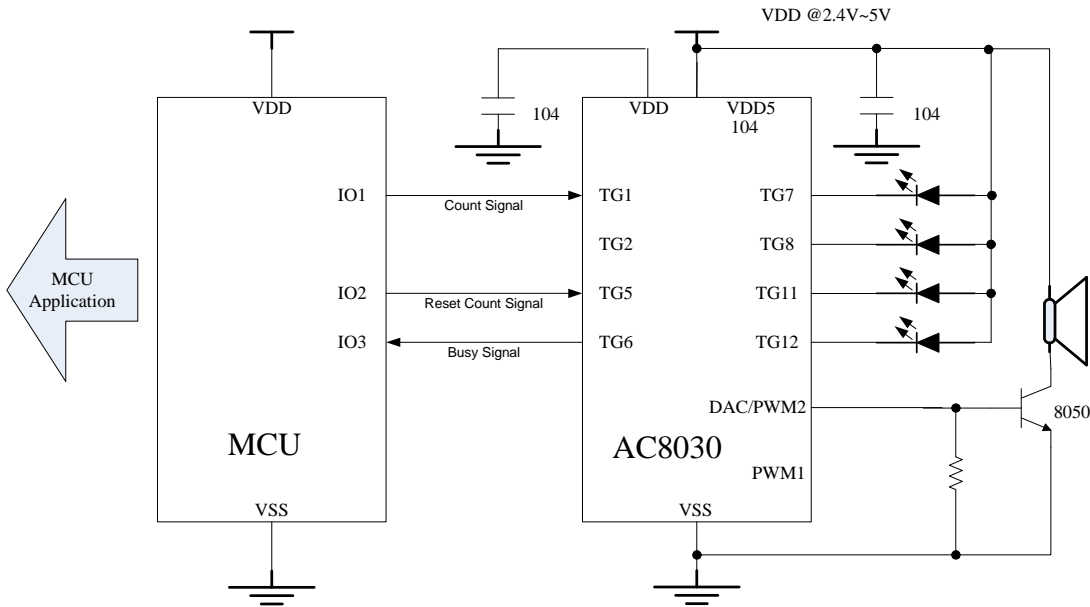 VDD @2.4V~5V
VDD
104
VDD
VDD5
104
104
IO1
Count Signal
TG1
TG7
TG2
TG8
MCU
Application
IO2
Reset Count Signal
TG5
TG11
IO3
Busy Signal
TG6
TG12
DAC/PWM2
8050
MCU
AC8030
PWM1
VSS
VSS